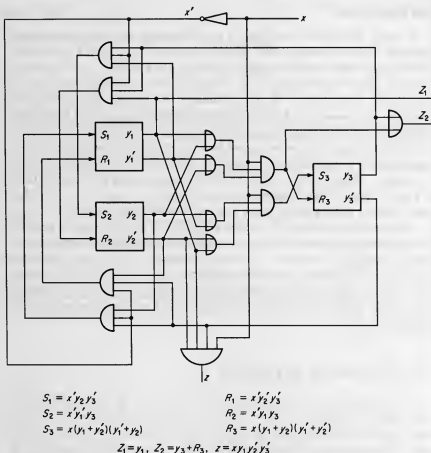 x'
x
Z₁
Z₂
S₁ y₁
R₁ y₁'
S₂ y₂
R₂ y₂'
S₃ y₃
R₃ y₃'
z
S₁ = x'y₂y₃'
R₁ = x'y₂'y₃'
S₂ = x'y₁'y₃
R₂ = x'y₁y₃
S₃ = x(y₁+y₂')(y₁'+y₂)
R₃ = x(y₁+y₂)(y₁'+y₂')
Z₁=y₁, Z₂=y₃+R₃, z=xy₁y₂'y₃'